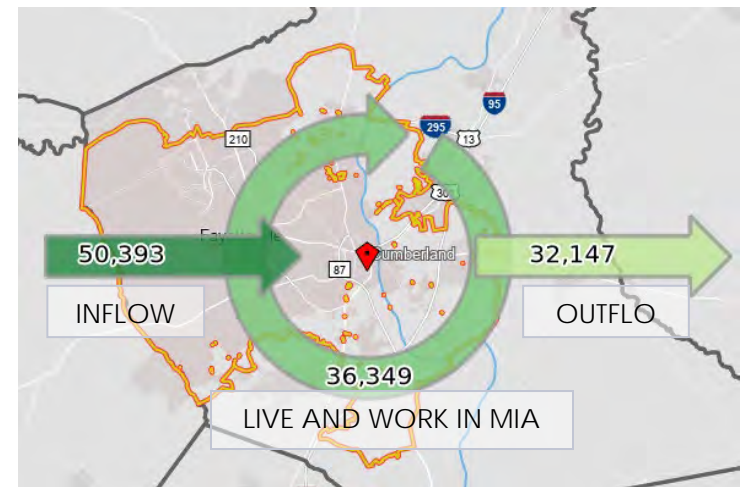 95
295
13
210
Cumberland
87
50,393
32,147
INFLOW
OUTFLO
36,349
LIVE AND WORK IN MIA